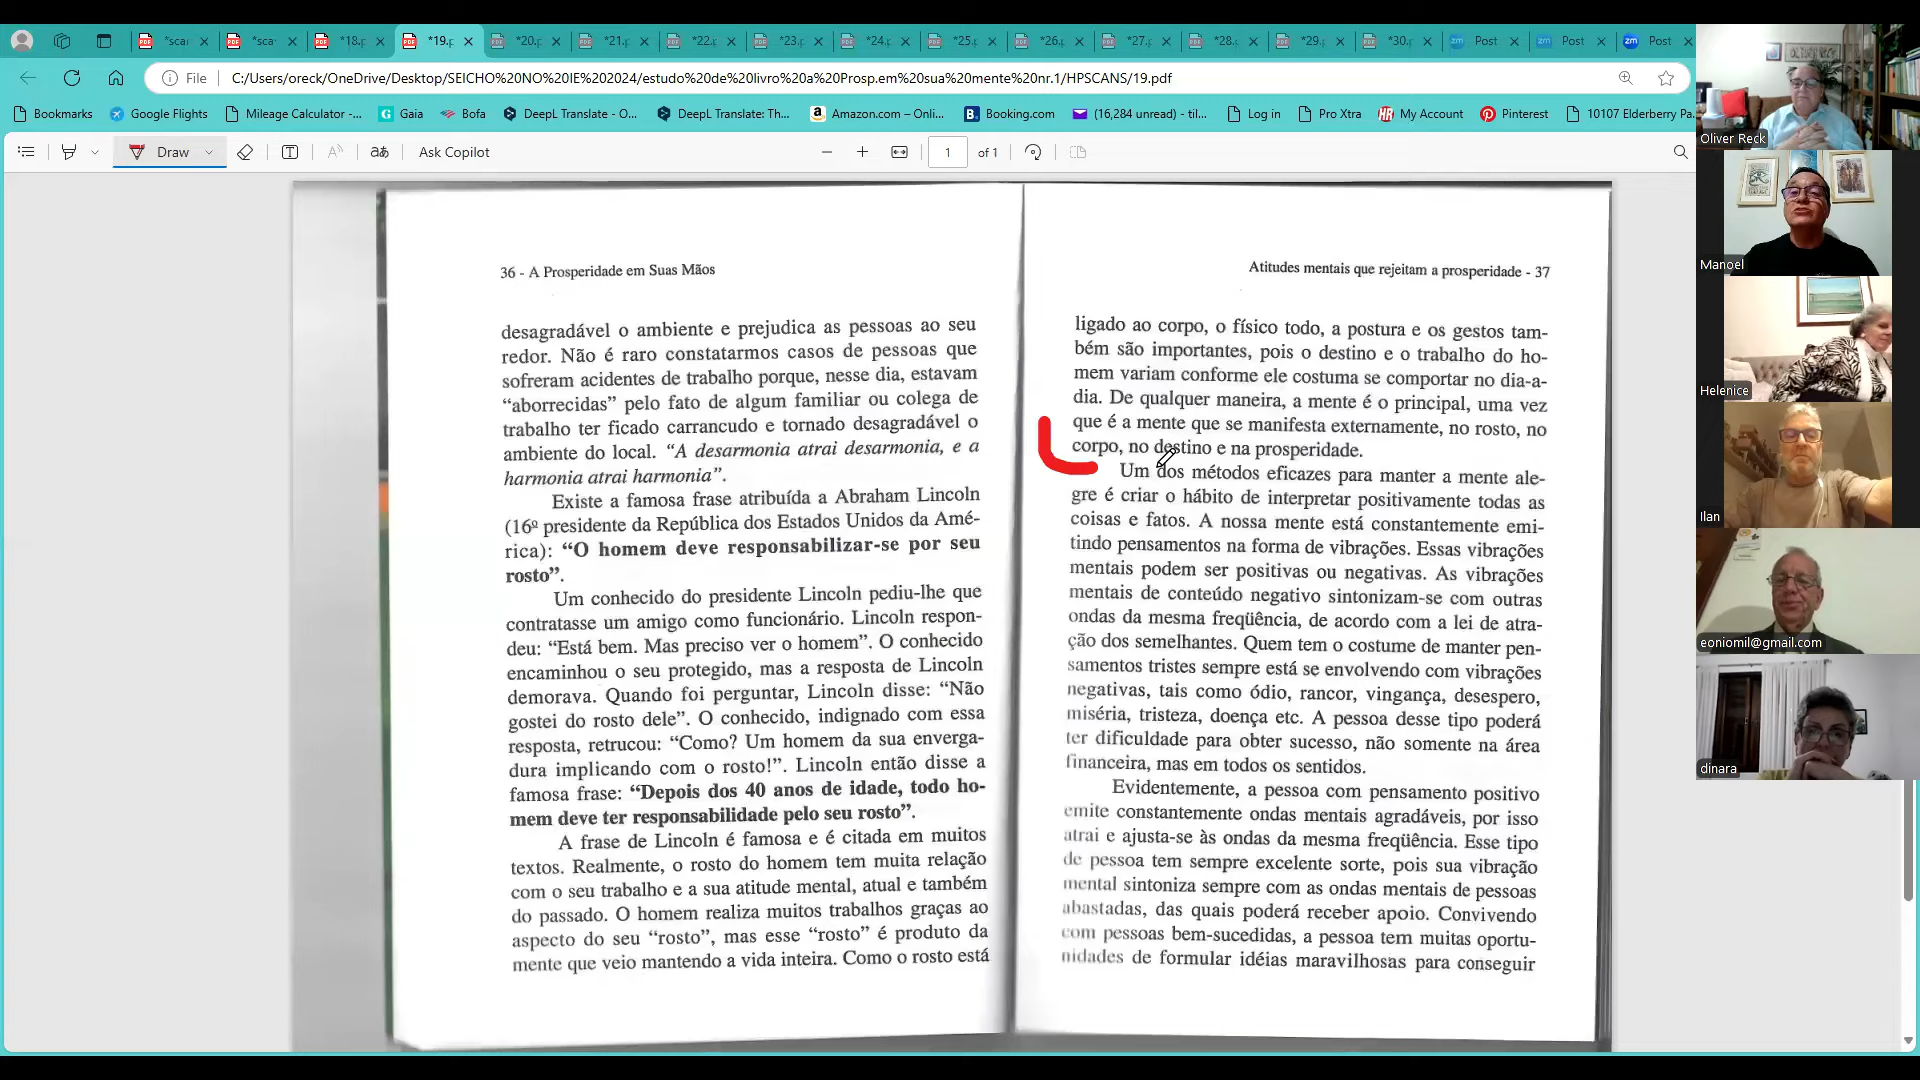 *scar
*sca
*18.p
*19.p
*20.p
*21.p
*22.p
*23.p
*24.p
*25.p
*26.p
*27.p
*28.p
*29.p
*30.p
Post
Post
Post
File
C:/Users/oreck/OneDrive/Desktop/SEICHO%20NO%20IE%202024/estudo%20de%20livro%20a%20Prosp.em%20sua%20mente%20nr.1/HPSCANS/19.pdf
Bookmarks
Google Flights
Mileage Calculator -...
Gaia
Bofa
DeepL Translate - O...
DeepL Translate: Th...
Amazon.com – Onli...
Booking.com
(16,284 unread) - til...
Log in
Pro Xtra
My Account
Pinterest
10107 Elderberry Pa...
Draw
Ask Copilot
1
of 1
36 - A Prosperidade em Suas Mãos
desagradável o ambiente e prejudica as pessoas ao seu
redor. Não é raro constatarmos casos de pessoas que
sofreram acidentes de trabalho porque, nesse dia, estavam
“aborrecidas” pelo fato de algum familiar ou colega de
trabalho ter ficado carrancudo e tornado desagradável o
ambiente do local. “A desarmonia atrai desarmonia, e a
harmonia atrai harmonia”.
Existe a famosa frase atribuída a Abraham Lincoln
(16º presidente da República dos Estados Unidos da Amé-
rica): “O homem deve responsabilizar-se por seu
rosto”.
Um conhecido do presidente Lincoln pediu-lhe que
contratasse um amigo como funcionário. Lincoln respon-
deu: “Está bem. Mas preciso ver o homem”. O conhecido
encaminhou o seu protegido, mas a resposta de Lincoln
demorava. Quando foi perguntar, Lincoln disse: “Não
gostei do rosto dele”. O conhecido, indignado com essa
resposta, retrucou: “Como? Um homem da sua enverga-
dura implicando com o rosto!”. Lincoln então disse a
famosa frase: “Depois dos 40 anos de idade, todo ho-
mem deve ter responsabilidade pelo seu rosto”.
A frase de Lincoln é famosa e é citada em muitos
textos. Realmente, o rosto do homem tem muita relação
com o seu trabalho e a sua atitude mental, atual e também
do passado. O homem realiza muitos trabalhos graças ao
aspecto do seu “rosto”, mas esse “rosto” é produto da
mente que veio mantendo a vida inteira. Como o rosto está
Atitudes mentais que rejeitam a prosperidade - 37
ligado ao corpo, o físico todo, a postura e os gestos tam-
bém são importantes, pois o destino e o trabalho do ho-
mem variam conforme ele costuma se comportar no dia-a-
dia. De qualquer maneira, a mente é o principal, uma vez
que é a mente que se manifesta externamente, no rosto, no
corpo, no destino e na prosperidade.
Um dos métodos eficazes para manter a mente ale-
gre é criar o hábito de interpretar positivamente todas as
coisas e fatos. A nossa mente está constantemente emi-
tindo pensamentos na forma de vibrações. Essas vibrações
mentais podem ser positivas ou negativas. As vibrações
mentais de conteúdo negativo sintonizam-se com outras
ondas da mesma freqüência, de acordo com a lei de atra-
ção dos semelhantes. Quem tem o costume de manter pen-
samentos tristes sempre está se envolvendo com vibrações
negativas, tais como ódio, rancor, vingança, desespero,
miséria, tristeza, doença etc. A pessoa desse tipo poderá
ter dificuldade para obter sucesso, não somente na área
financeira, mas em todos os sentidos.
Evidentemente, a pessoa com pensamento positivo
emite constantemente ondas mentais agradáveis, por isso
atrai e ajusta-se às ondas da mesma freqüência. Esse tipo
de pessoa tem sempre excelente sorte, pois sua vibração
mental sintoniza sempre com as ondas mentais de pessoas
abastadas, das quais poderá receber apoio. Convivendo
com pessoas bem-sucedidas, a pessoa tem muitas oportu-
nidades de formular idéias maravilhosas para conseguir
Oliver Reck
Manoel
Helenice
Ilan
eoniomil@gmail.com
dinara